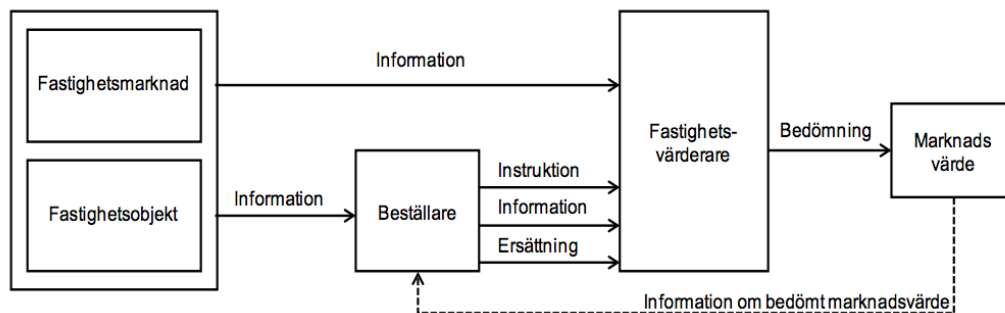 Fastighetsmarknad
Fastighetsobjekt
Information
Information
Beställare
Instruktion
Information
Ersättning
Fastighets-
värderare
Bedömning
Marknads
värde
Information om bedömt marknadsvärde